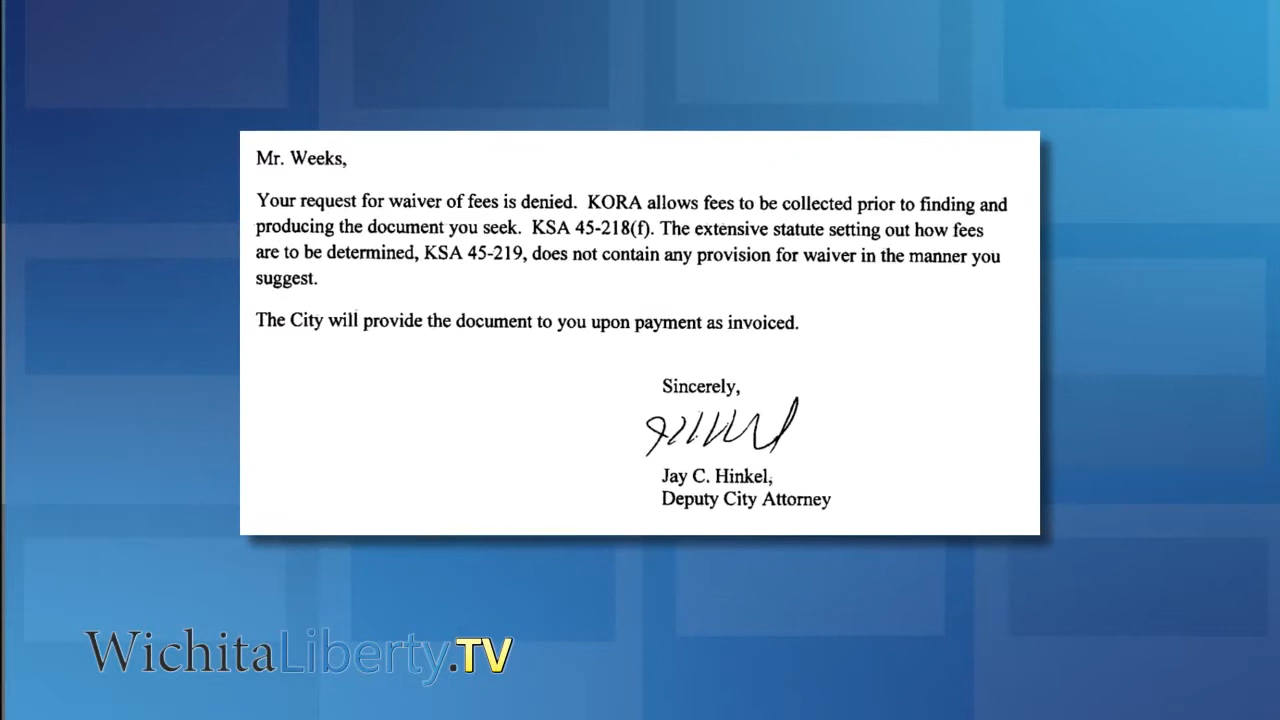 Mr. Weeks,
Your request for waiver of fees is denied. KORA allows fees to be collected prior to finding and
producing the document you seek. KSA 45-218(f). The extensive statute setting out how fees
are to be determined, KSA 45-219, does not contain any provision for waiver in the manner you
suggest.
The City will provide the document to you upon payment as invoiced.
Sincerely,
Jay C. Hinkel,
Deputy City Attorney
WichitaLiberty.TV